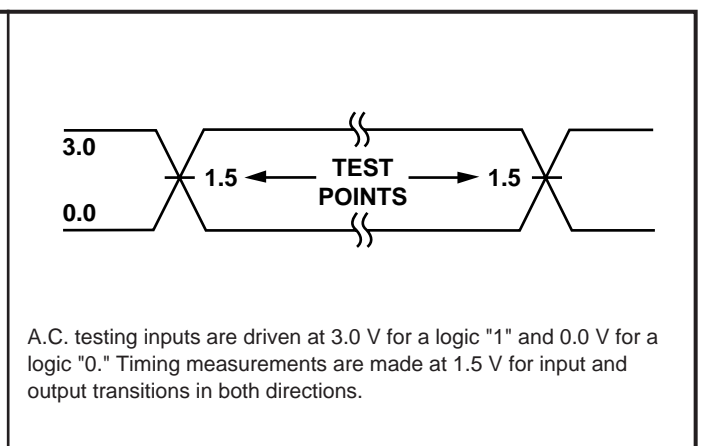 3.0
1.5
TEST
POINTS
1.5
0.0
A.C. testing inputs are driven at 3.0 V for a logic "1" and 0.0 V for a
logic "0." Timing measurements are made at 1.5 V for input and
output transitions in both directions.